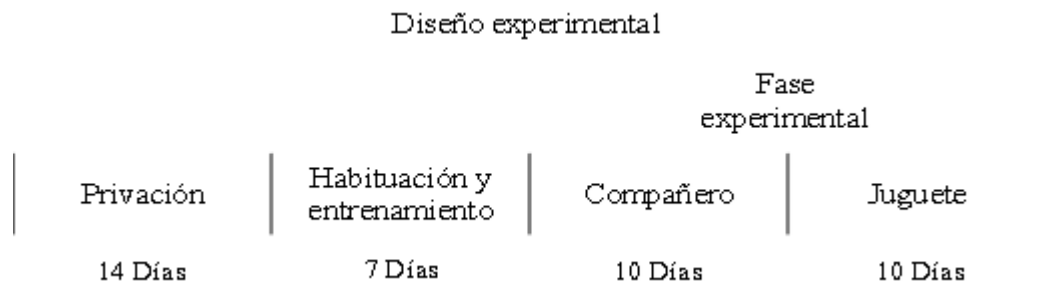 Diseño experimental
Fase
experimental
Privación
Habituación y
entrenamiento
Compañero
Juguete
14 Días
7 Días
10 Días
10 Días